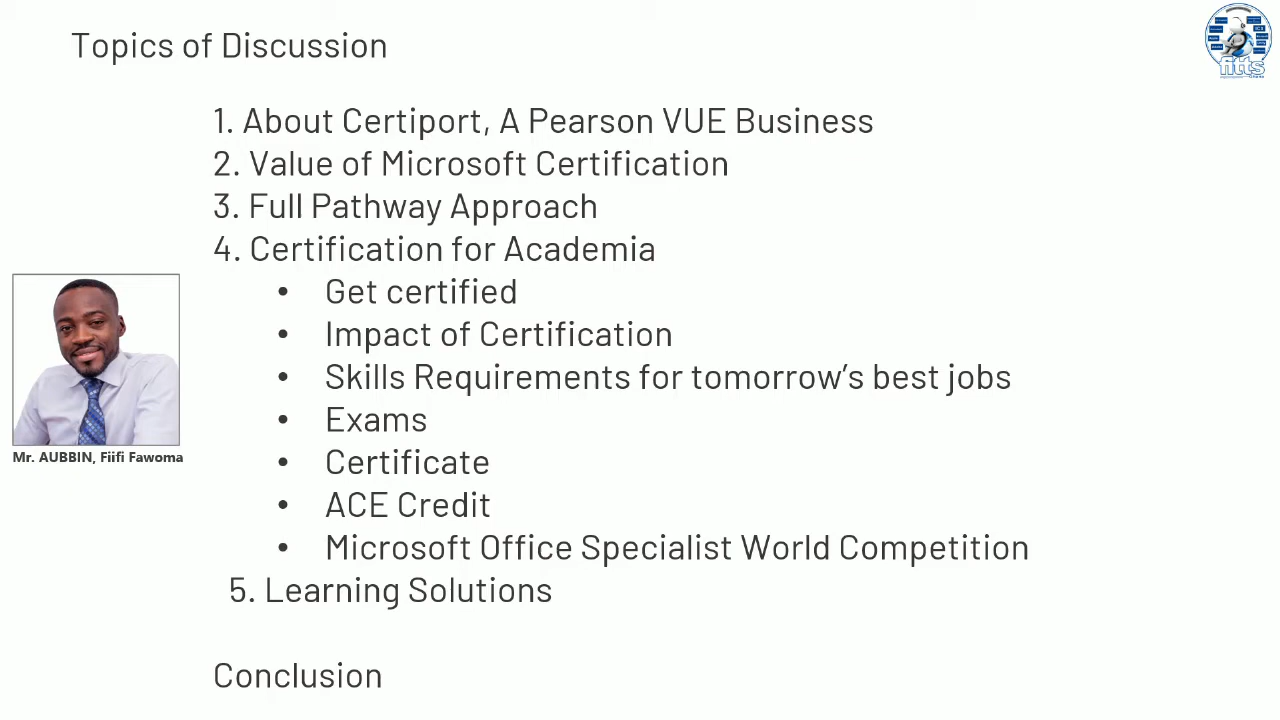 Topics of Discussion
fitts
1. About Certiport, A Pearson VUE Business
2. Value of Microsoft Certification
3. Full Pathway Approach
4. Certification for Academia
• Get certified
• Impact of Certification
• Skills Requirements for tomorrow’s best jobs
• Exams
• Certificate
• ACE Credit
• Microsoft Office Specialist World Competition
Mr. AUBBIN, Fiifi Fawoma
5. Learning Solutions
Conclusion